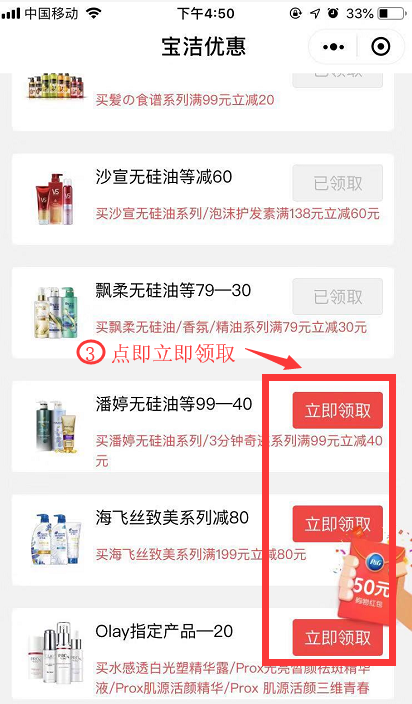 中国移动
下午4:50
33%
宝洁优惠
买髮の食谱系列满99元立减20
沙宣无硅油等减60
已领取
买沙宣无硅油系列/泡沫护发素满138元立减60元
飘柔无硅油等79—30
已领取
买飘柔无硅油/香氛/精油系列满79元立减30元
③ 点即立即领取
潘婷无硅油等99—40
立即领取
买潘婷无硅油系列/3分钟奇迹系列满99元立减40
元
海飞丝致美系列减80
立即领取
买海飞丝致美系列满199元立减80元
P&G
50元
购物红包
Olay指定产品—20
立即领取
买水感透白光塑精华露/Prox亮洁皙颜祛斑精华
液/Prox肌源活颜精华/Prox 肌源活颜三维青春